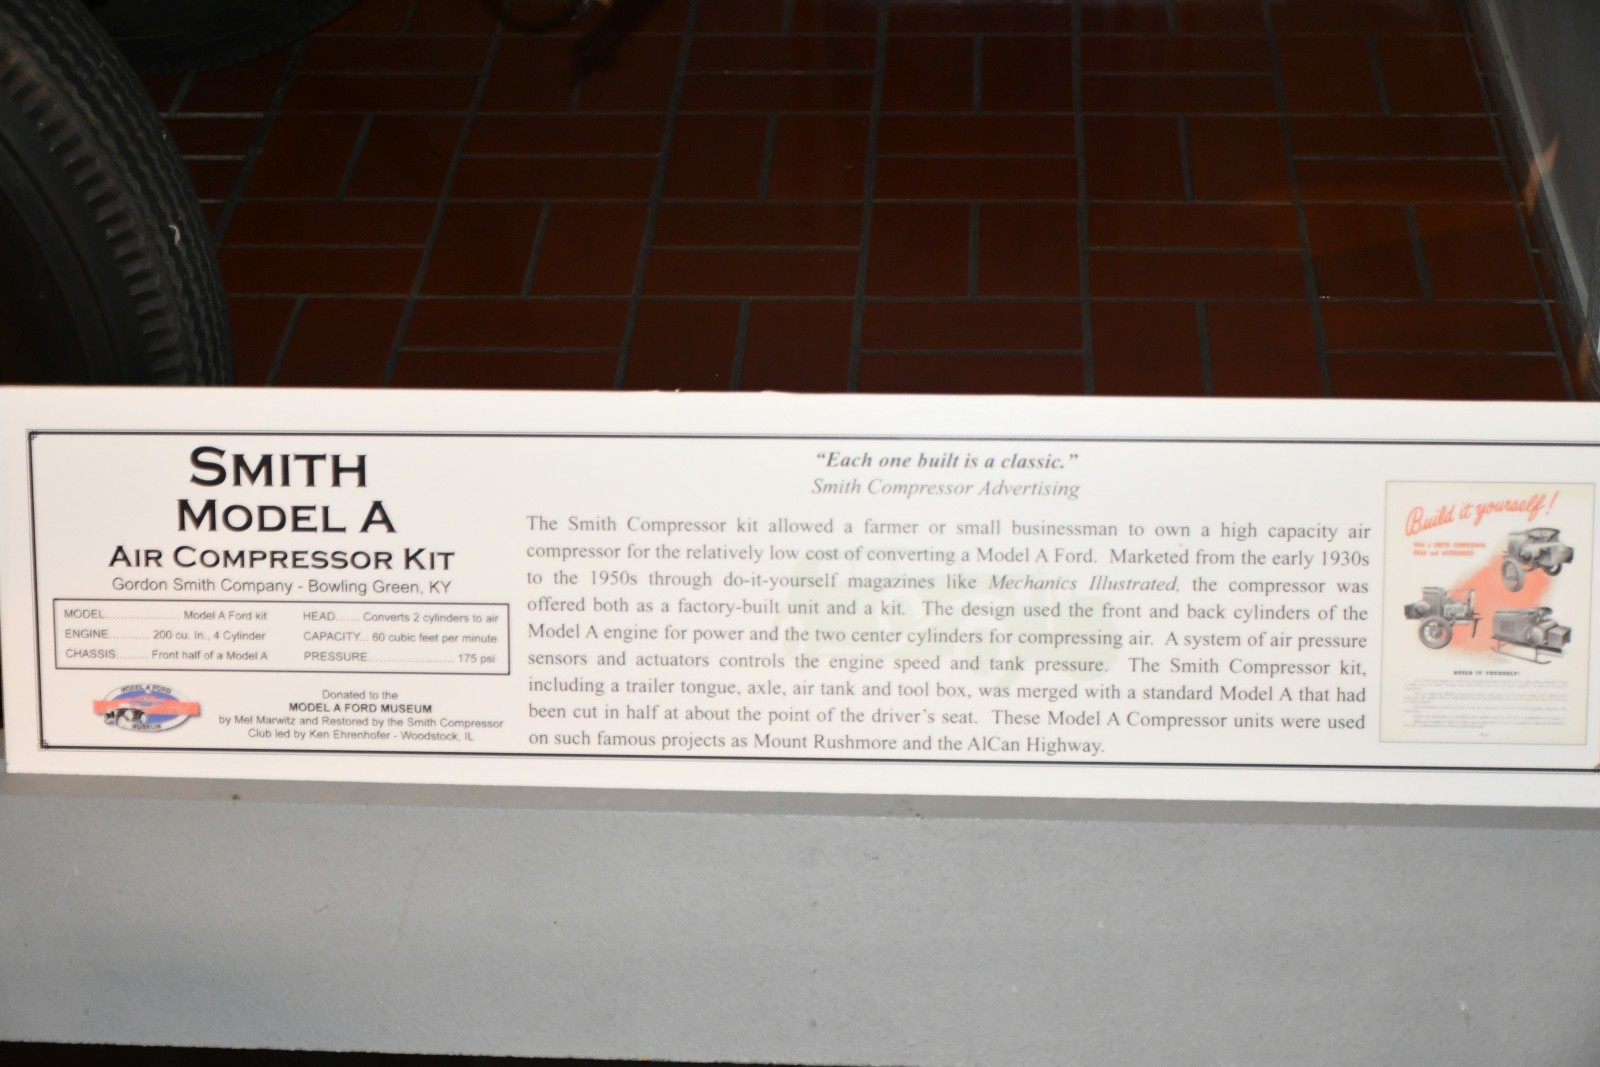 SMITH
MODEL A
AIR COMPRESSOR KIT
Gordon Smith Company - Bowling Green, KY
MODEL.................... Model A Ford kit
ENGINE........... 200 cu. In., 4 Cylinder
CHASSIS......... Front half of a Model A
HEAD....... Converts 2 cylinders to air
CAPACITY... 60 cubic feet per minute
PRESSURE........................ 175 psi
MODEL A FORD
MUSEUM
Donated to the
MODEL A FORD MUSEUM
by Mel Marwitz and Restored by the Smith Compressor
Club led by Ken Ehrenhofer - Woodstock, IL
"Each one built is a classic."
Smith Compressor Advertising
The Smith Compressor kit allowed a farmer or small businessman to own a high capacity air
compressor for the relatively low cost of converting a Model A Ford. Marketed from the early 1930s
to the 1950s through do-it-yourself magazines like Mechanics Illustrated, the compressor was
offered both as a factory-built unit and a kit. The design used the front and back cylinders of the
Model A engine for power and the two center cylinders for compressing air. A system of air pressure
sensors and actuators controls the engine speed and tank pressure. The Smith Compressor kit,
including a trailer tongue, axle, air tank and tool box, was merged with a standard Model A that had
been cut in half at about the point of the driver's seat. These Model A Compressor units were used
on such famous projects as Mount Rushmore and the AlCan Highway.
Build it yourself!
BUILD IT YOURSELF!